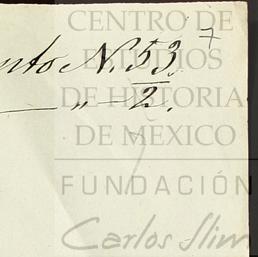 CENTRO DE
7
ESTUDIOS
nto N. 53.
DE HISTORIA
" 2.
DE MEXICO
FUNDACIÓN
Carlos Slim